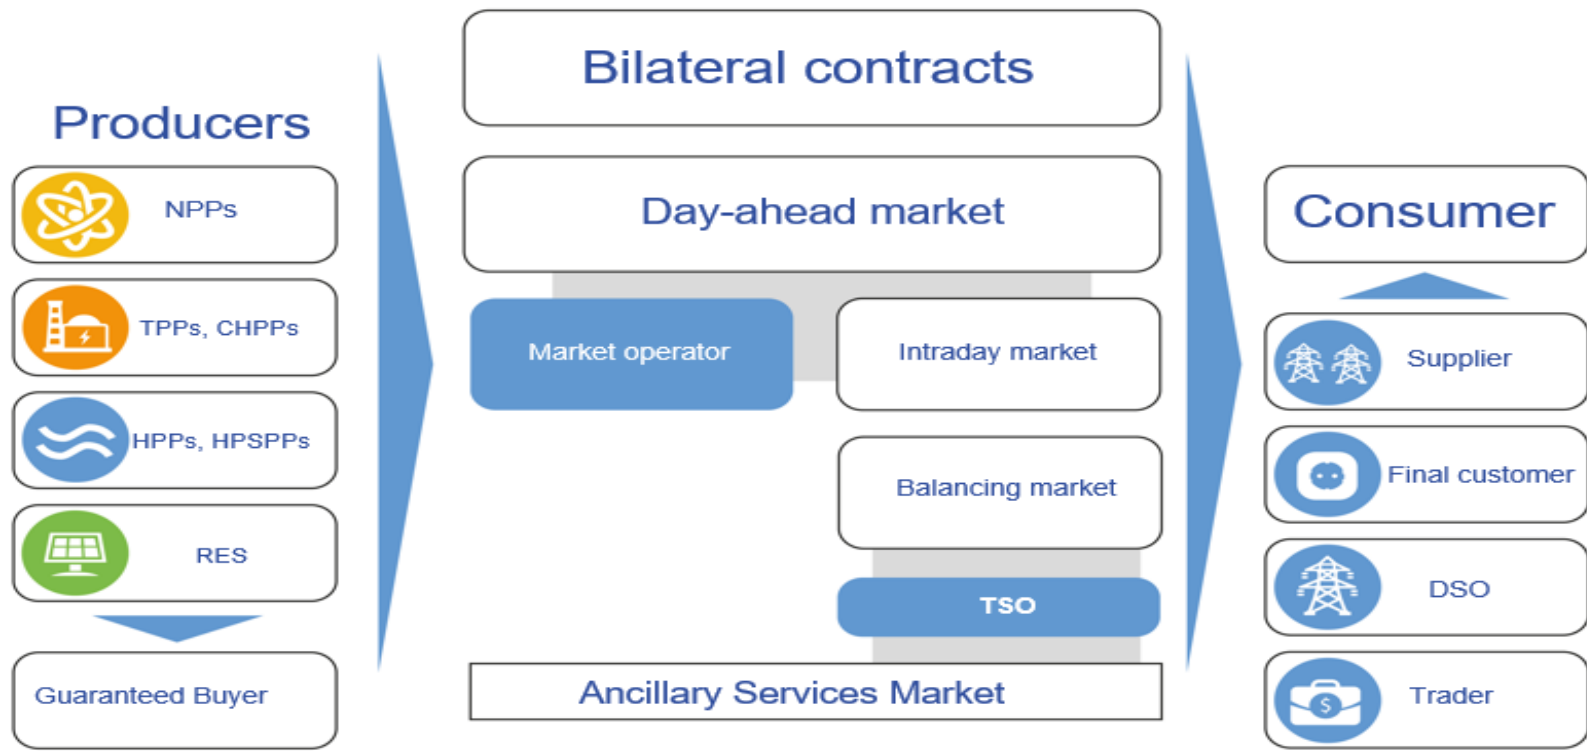 Producers
NPPs
TPPs, CHPPs
HPPs, HPSPPs
RES
Guaranteed Buyer
Bilateral contracts
Day-ahead market
Market operator
Intraday market
Balancing market
TSO
Ancillary Services Market
Consumer
Supplier
Final customer
DSO
$
Trader